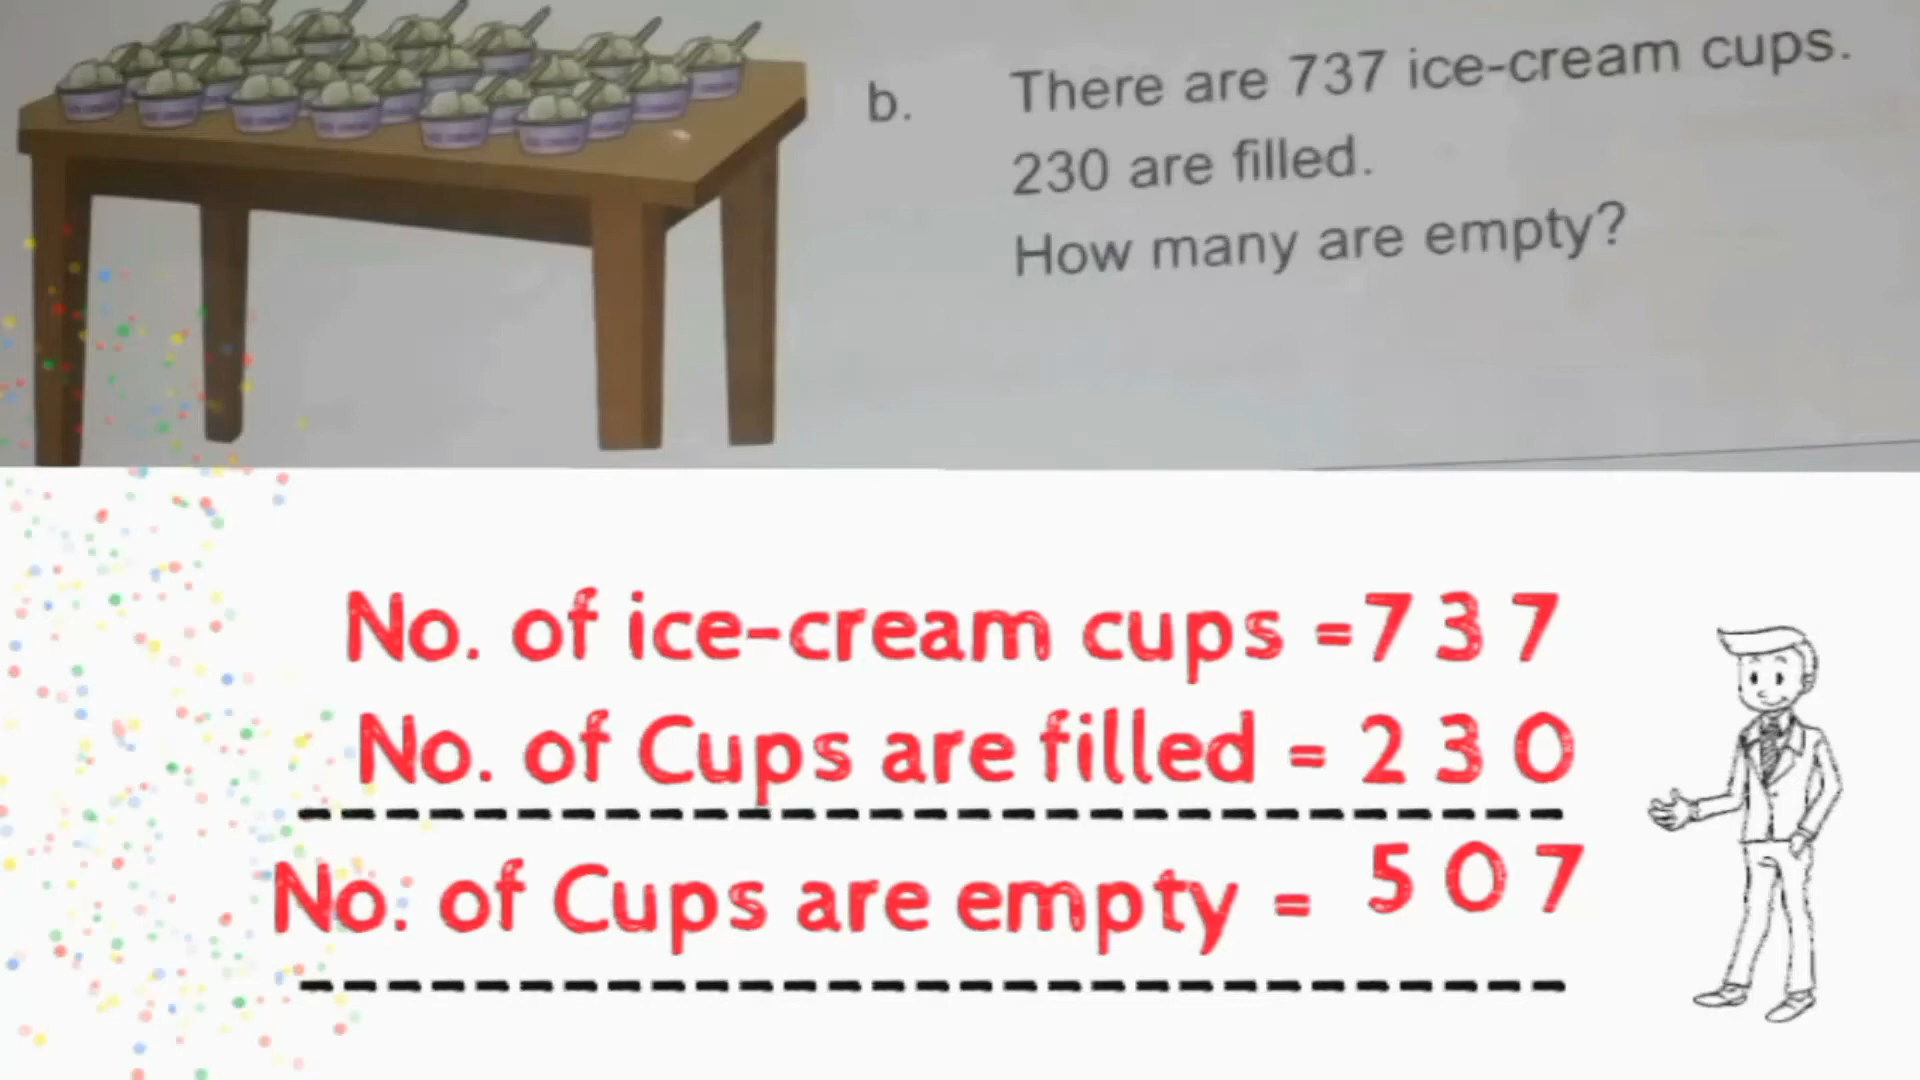 b. There are 737 ice-cream cups.
230 are filled.
How many are empty?
No. of ice-cream cups =7 3 7
No. of Cups are filled = 2 3 0
No. of Cups are empty = 5 0 7